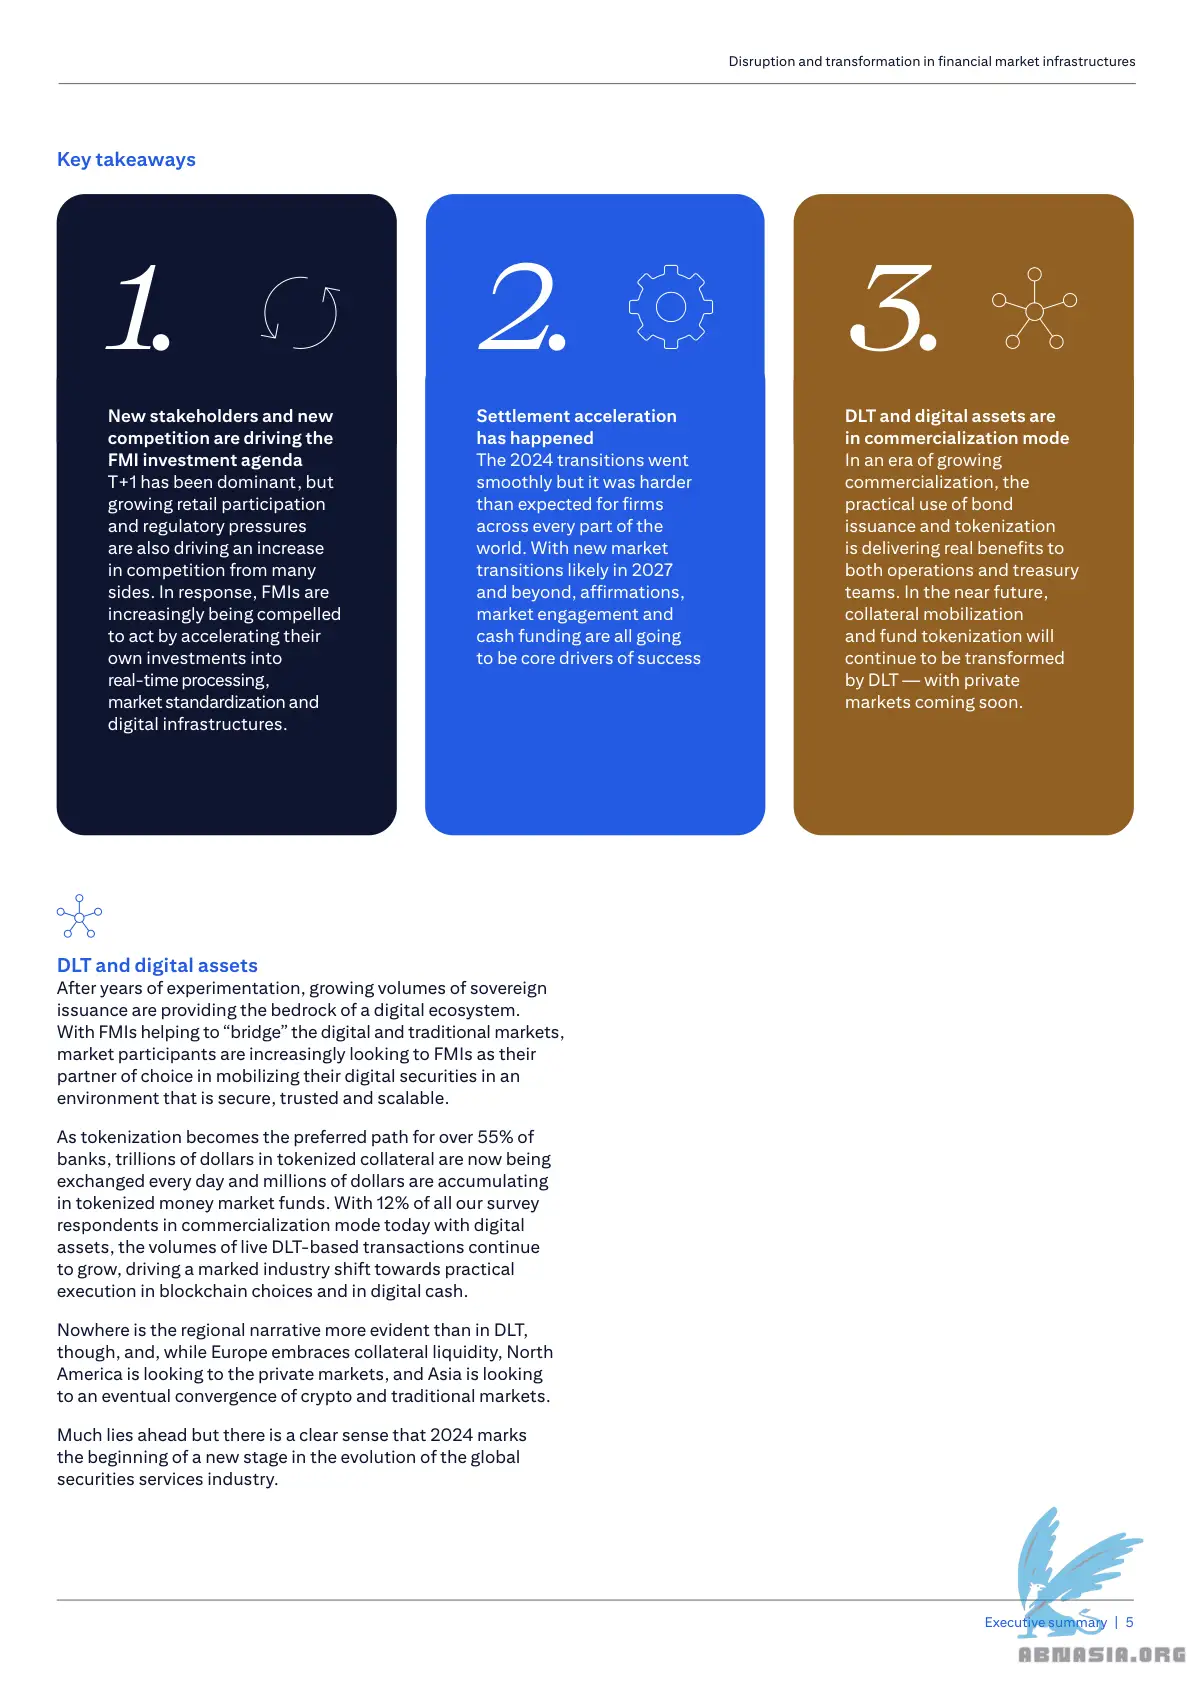 Disruption and transformation in financial market infrastructures
Key takeaways
1.
New stakeholders and new
competition are driving the
FMI investment agenda
T+1 has been dominant, but
growing retail participation
and regulatory pressures
are also driving an increase
in competition from many
sides. In response, FMIs are
increasingly being compelled
to act by accelerating their
own investments into
real-time processing,
market standardization and
digital infrastructures.
2.
Settlement acceleration
has happened
The 2024 transitions went
smoothly but it was harder
than expected for firms
across every part of the
world. With new market
transitions likely in 2027
and beyond, affirmations,
market engagement and
cash funding are all going
to be core drivers of success
3.
DLT and digital assets are
in commercialization mode
In an era of growing
commercialization, the
practical use of bond
issuance and tokenization
is delivering real benefits to
both operations and treasury
teams. In the near future,
collateral mobilization
and fund tokenization will
continue to be transformed
by DLT — with private
markets coming soon.
DLT and digital assets
After years of experimentation, growing volumes of sovereign
issuance are providing the bedrock of a digital ecosystem.
With FMIs helping to “bridge” the digital and traditional markets,
market participants are increasingly looking to FMIs as their
partner of choice in mobilizing their digital securities in an
environment that is secure, trusted and scalable.
As tokenization becomes the preferred path for over 55% of
banks, trillions of dollars in tokenized collateral are now being
exchanged every day and millions of dollars are accumulating
in tokenized money market funds. With 12% of all our survey
respondents in commercialization mode today with digital
assets, the volumes of live DLT-based transactions continue
to grow, driving a marked industry shift towards practical
execution in blockchain choices and in digital cash.
Nowhere is the regional narrative more evident than in DLT,
though, and, while Europe embraces collateral liquidity, North
America is looking to the private markets, and Asia is looking
to an eventual convergence of crypto and traditional markets.
Much lies ahead but there is a clear sense that 2024 marks
the beginning of a new stage in the evolution of the global
securities services industry.
Executive summary | 5
ABNASIA.ORG